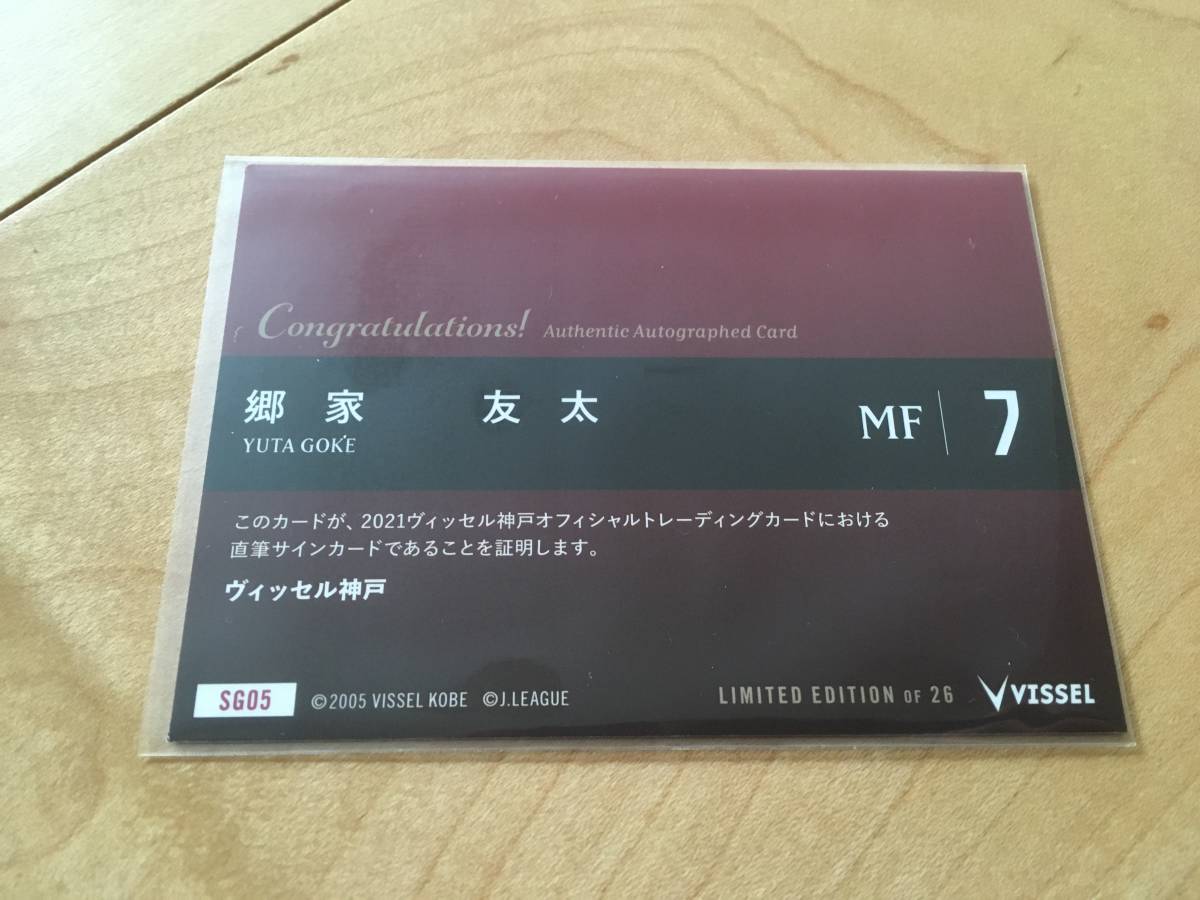 Congratulations! Authentic Autographed Card
郷家 友太 MF 7
YUTA GOKE
このカードが、2021ヴィッセル神戸オフィシャルトレーディングカードにおける
直筆サインカードであることを証明します。
ヴィッセル神戸
SG05 ©2005 VISSEL KOBE ©J.LEAGUE LIMITED EDITION OF 26 VISSEL